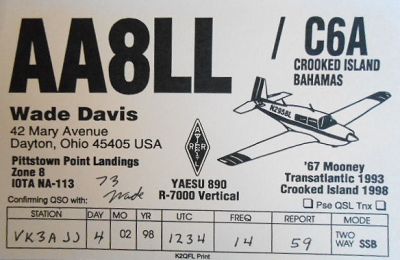 AA8LL / C6A
CROOKED ISLAND
BAHAMAS
Wade Davis
42 Mary Avenue
Dayton, Ohio 45405 USA
N2958L
ARRL
Pittstown Point Landings
Zone 8
IOTA NA-113
73
Wade
YAESU 890
R-7000 Vertical
'67 Mooney
Transatlantic 1993
Crooked Island 1998
Pse QSL Tnx
Confirming QSO with:
STATION DAY MO YR UTC FREQ REPORT MODE
VK3AJJ 4 02 98 1234 14 59 TWO WAY SSB
K2QFL Print